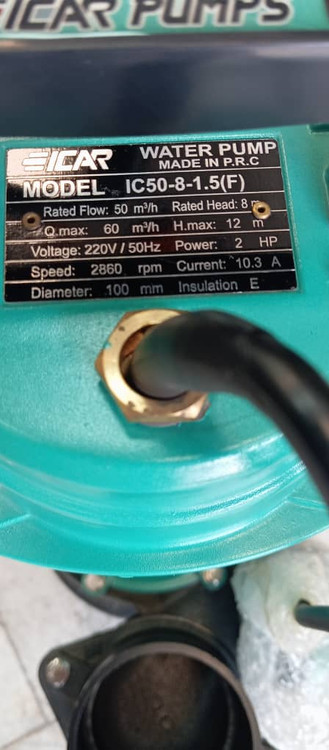 EICAR PUMPS
EICAR WATER PUMP
MADE IN P.R.C
MODEL IC50-8-1.5(F)
Rated Flow: 50 m³/h Rated Head: 8
Q.max: 60 m³/h H.max: 12 m
Voltage: 220V / 50Hz Power: 2 HP
Speed: 2860 rpm Current: 10.3 A
Diameter: 100 mm Insulation E